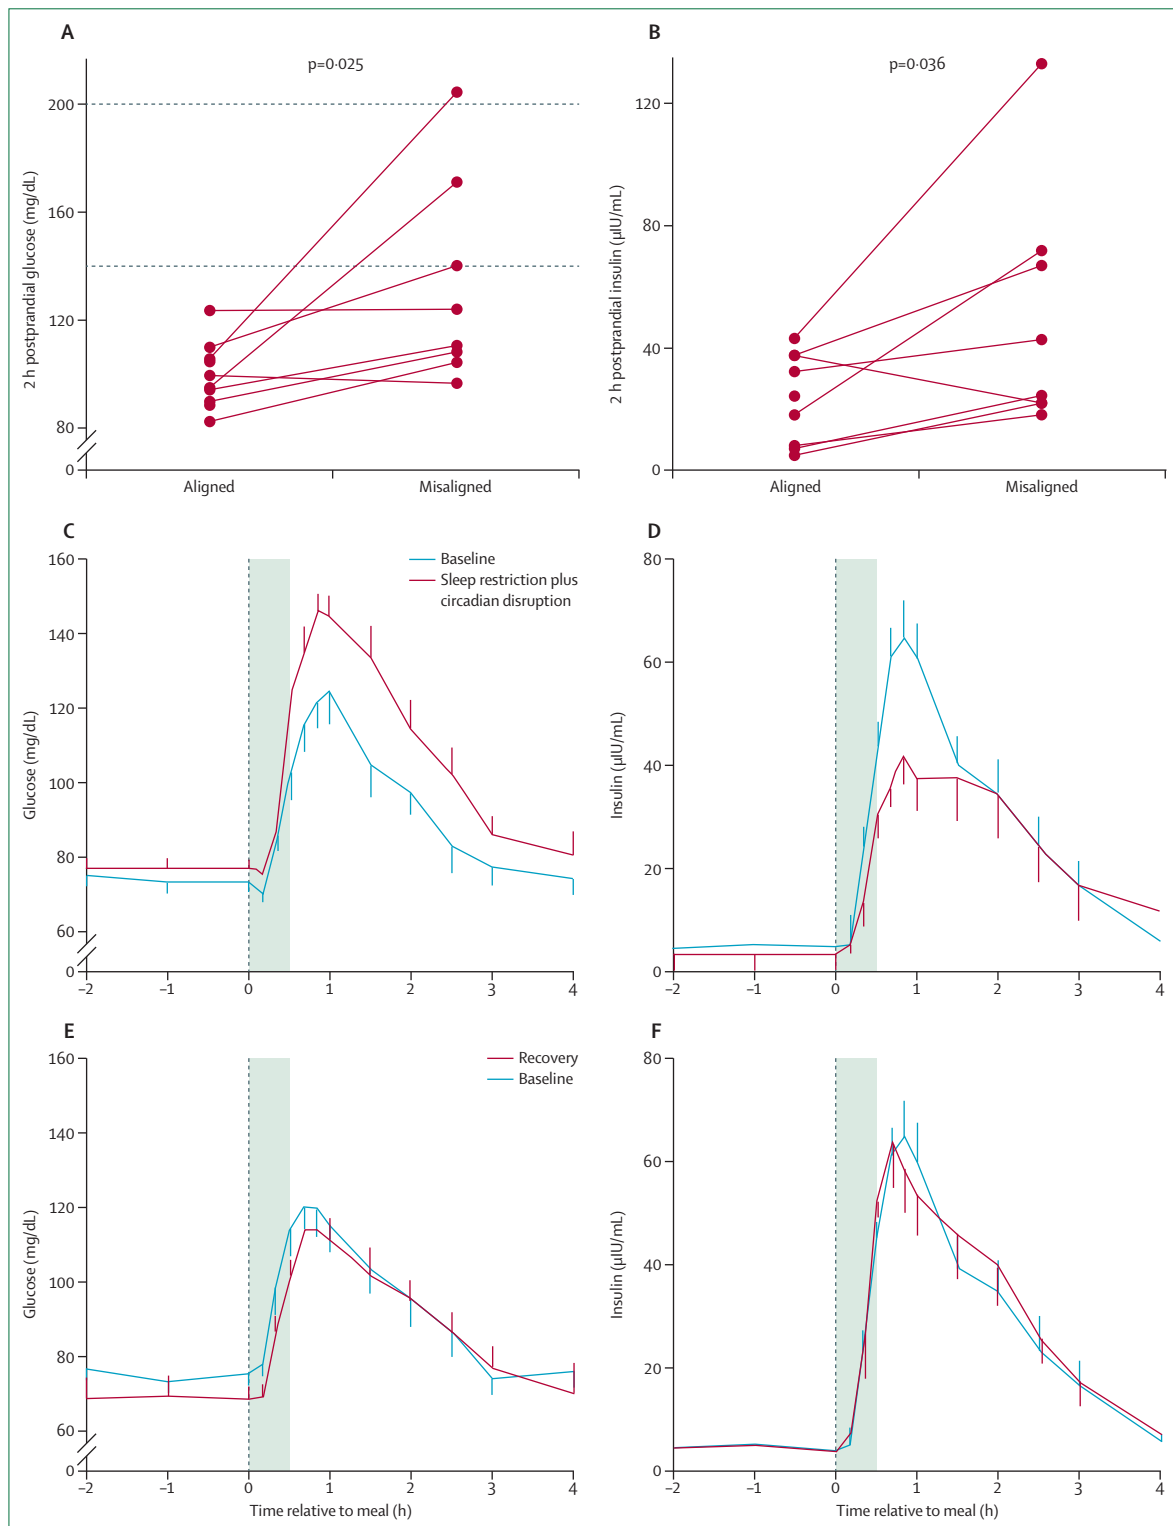 A
p=0·025
2 h postprandial glucose (mg/dL)
200
160
120
80
0
Aligned
Misaligned
B
p=0·036
2 h postprandial insulin (µIU/mL)
120
80
40
0
Aligned
Misaligned
C
Baseline
Sleep restriction plus
circadian disruption
Glucose (mg/dL)
160
140
120
100
80
60
0
–2 –1 0 1 2 3 4
D
Insulin (µIU/mL)
80
60
40
20
0
–2 –1 0 1 2 3 4
E
Recovery
Baseline
Glucose (mg/dL)
160
140
120
100
80
60
0
–2 –1 0 1 2 3 4
Time relative to meal (h)
F
Insulin (µIU/mL)
80
60
40
20
0
–2 –1 0 1 2 3 4
Time relative to meal (h)